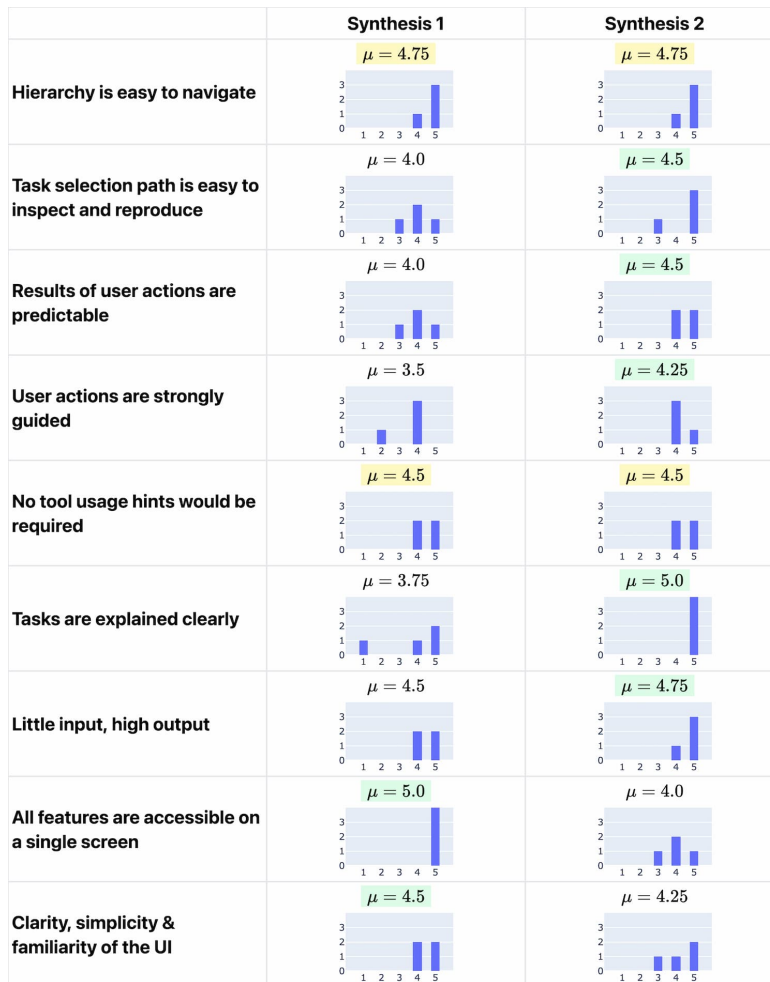 Synthesis 1 Synthesis 2
μ = 4.75 μ = 4.75
Hierarchy is easy to navigate
3 3
2 2
1 1
0 0
1 2 3 4 5 1 2 3 4 5
μ = 4.0 μ = 4.5
Task selection path is easy to
inspect and reproduce
3 3
2 2
1 1
0 0
1 2 3 4 5 1 2 3 4 5
μ = 4.0 μ = 4.5
Results of user actions are
predictable
3 3
2 2
1 1
0 0
1 2 3 4 5 1 2 3 4 5
μ = 3.5 μ = 4.25
User actions are strongly
guided
3 3
2 2
1 1
0 0
1 2 3 4 5 1 2 3 4 5
μ = 4.5 μ = 4.5
No tool usage hints would be
required
3 3
2 2
1 1
0 0
1 2 3 4 5 1 2 3 4 5
μ = 3.75 μ = 5.0
Tasks are explained clearly
3 3
2 2
1 1
0 0
1 2 3 4 5 1 2 3 4 5
μ = 4.5 μ = 4.75
Little input, high output
3 3
2 2
1 1
0 0
1 2 3 4 5 1 2 3 4 5
μ = 5.0 μ = 4.0
All features are accessible on
a single screen
3 3
2 2
1 1
0 0
1 2 3 4 5 1 2 3 4 5
μ = 4.5 μ = 4.25
Clarity, simplicity &
familiarity of the UI
3 3
2 2
1 1
0 0
1 2 3 4 5 1 2 3 4 5